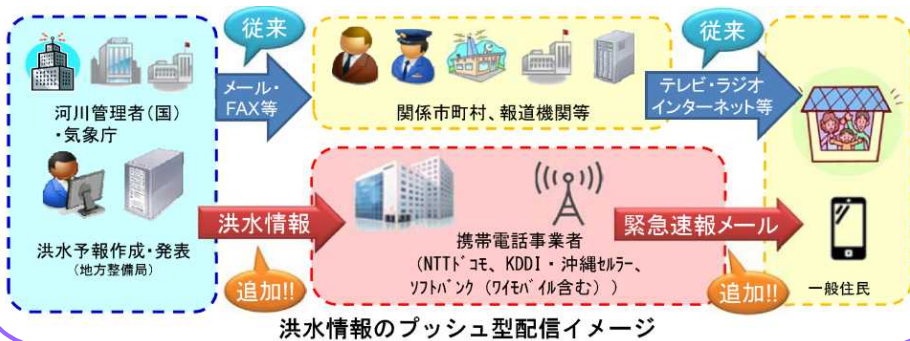 従来
メール・
FAX等
河川管理者(国)
・気象庁
洪水予報作成・発表
(地方整備局)
関係市町村、報道機関等
従来
テレビ・ラジオ
インターネット等
洪水情報
追加!!
携帯電話事業者
(NTTﾄﾞｺﾓ、KDDI・沖縄ｾﾙﾗｰ、
ｿﾌﾄﾊﾞﾝｸ(ﾜｲﾓﾊﾞｲﾙ含む))
緊急速報メール
追加!!
一般住民
洪水情報のプッシュ型配信イメージ